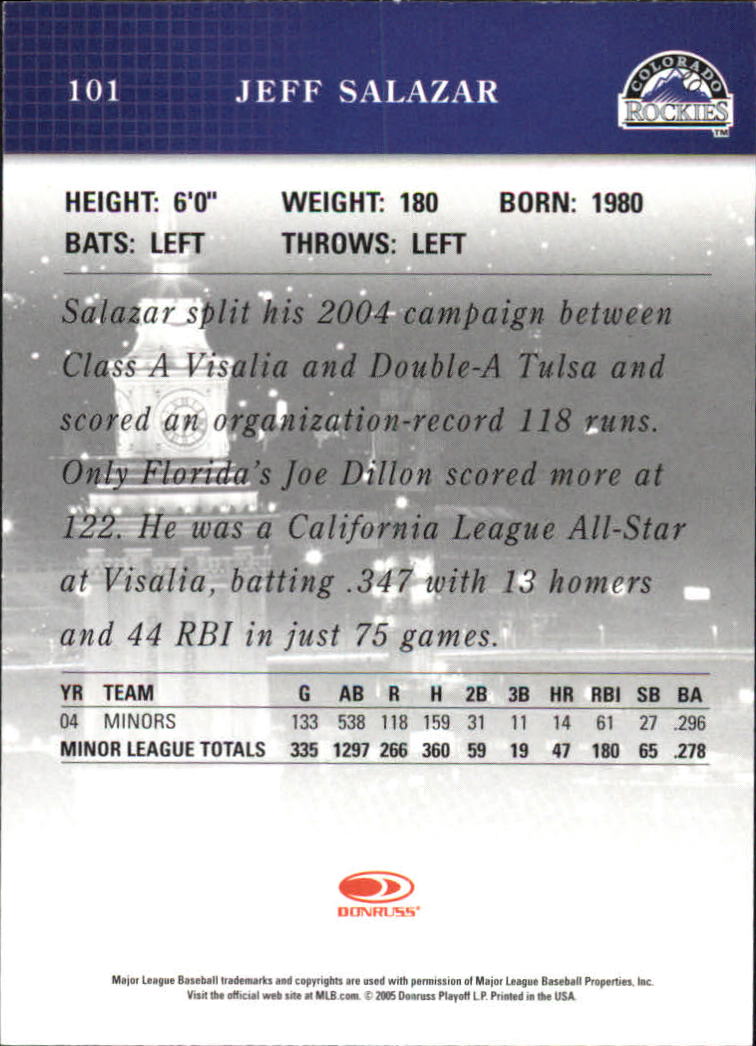 101 JEFF SALAZAR
COLORADO
ROCKIES
TM
HEIGHT: 6'0" WEIGHT: 180 BORN: 1980
BATS: LEFT THROWS: LEFT
Salazar split his 2004 campaign between
Class A Visalia and Double-A Tulsa and
scored an organization-record 118 runs.
Only Florida's Joe Dillon scored more at
122. He was a California League All-Star
at Visalia, batting .347 with 13 homers
and 44 RBI in just 75 games.
YR TEAM G AB R H 2B 3B HR RBI SB BA
04 MINORS 133 538 118 159 31 11 14 61 27 .296
MINOR LEAGUE TOTALS 335 1297 266 360 59 19 47 180 65 .278
DONRUSS®
Major League Baseball trademarks and copyrights are used with permission of Major League Baseball Properties, Inc.
Visit the official web site at MLB.com. © 2005 Donruss Playoff L.P. Printed in the USA.